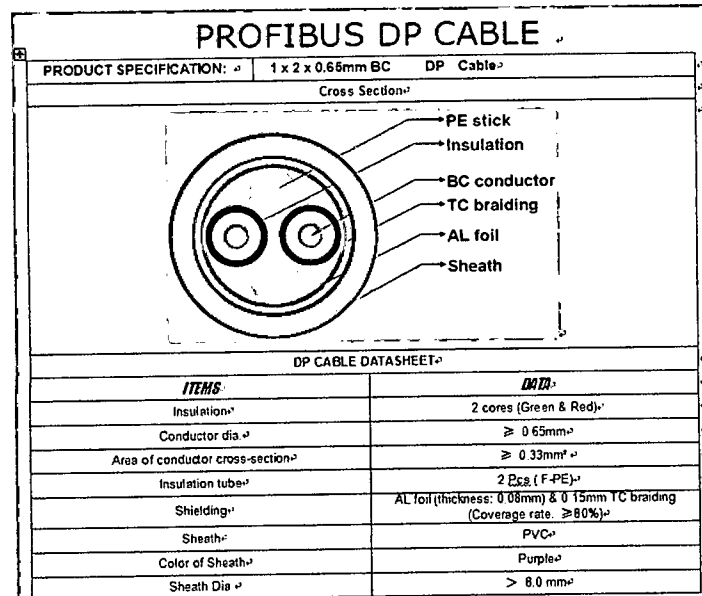 PROFIBUS DP CABLE
PRODUCT SPECIFICATION: 1 x 2 x 0.65mm BC DP Cable
Cross Section
PE stick
Insulation
BC conductor
TC braiding
AL foil
Sheath
DP CABLE DATASHEET
ITEMS DATA
Insulation 2 cores (Green & Red)
Conductor dia. ≥ 0.65mm
Area of conductor cross-section ≥ 0.33mm²
Insulation tube 2 Pcs ( F-PE)
Shielding AL foil (thickness: 0.08mm) & 0.15mm TC braiding
(Coverage rate. ≥80%)
Sheath PVC
Color of Sheath Purple
Sheath Dia > 8.0 mm